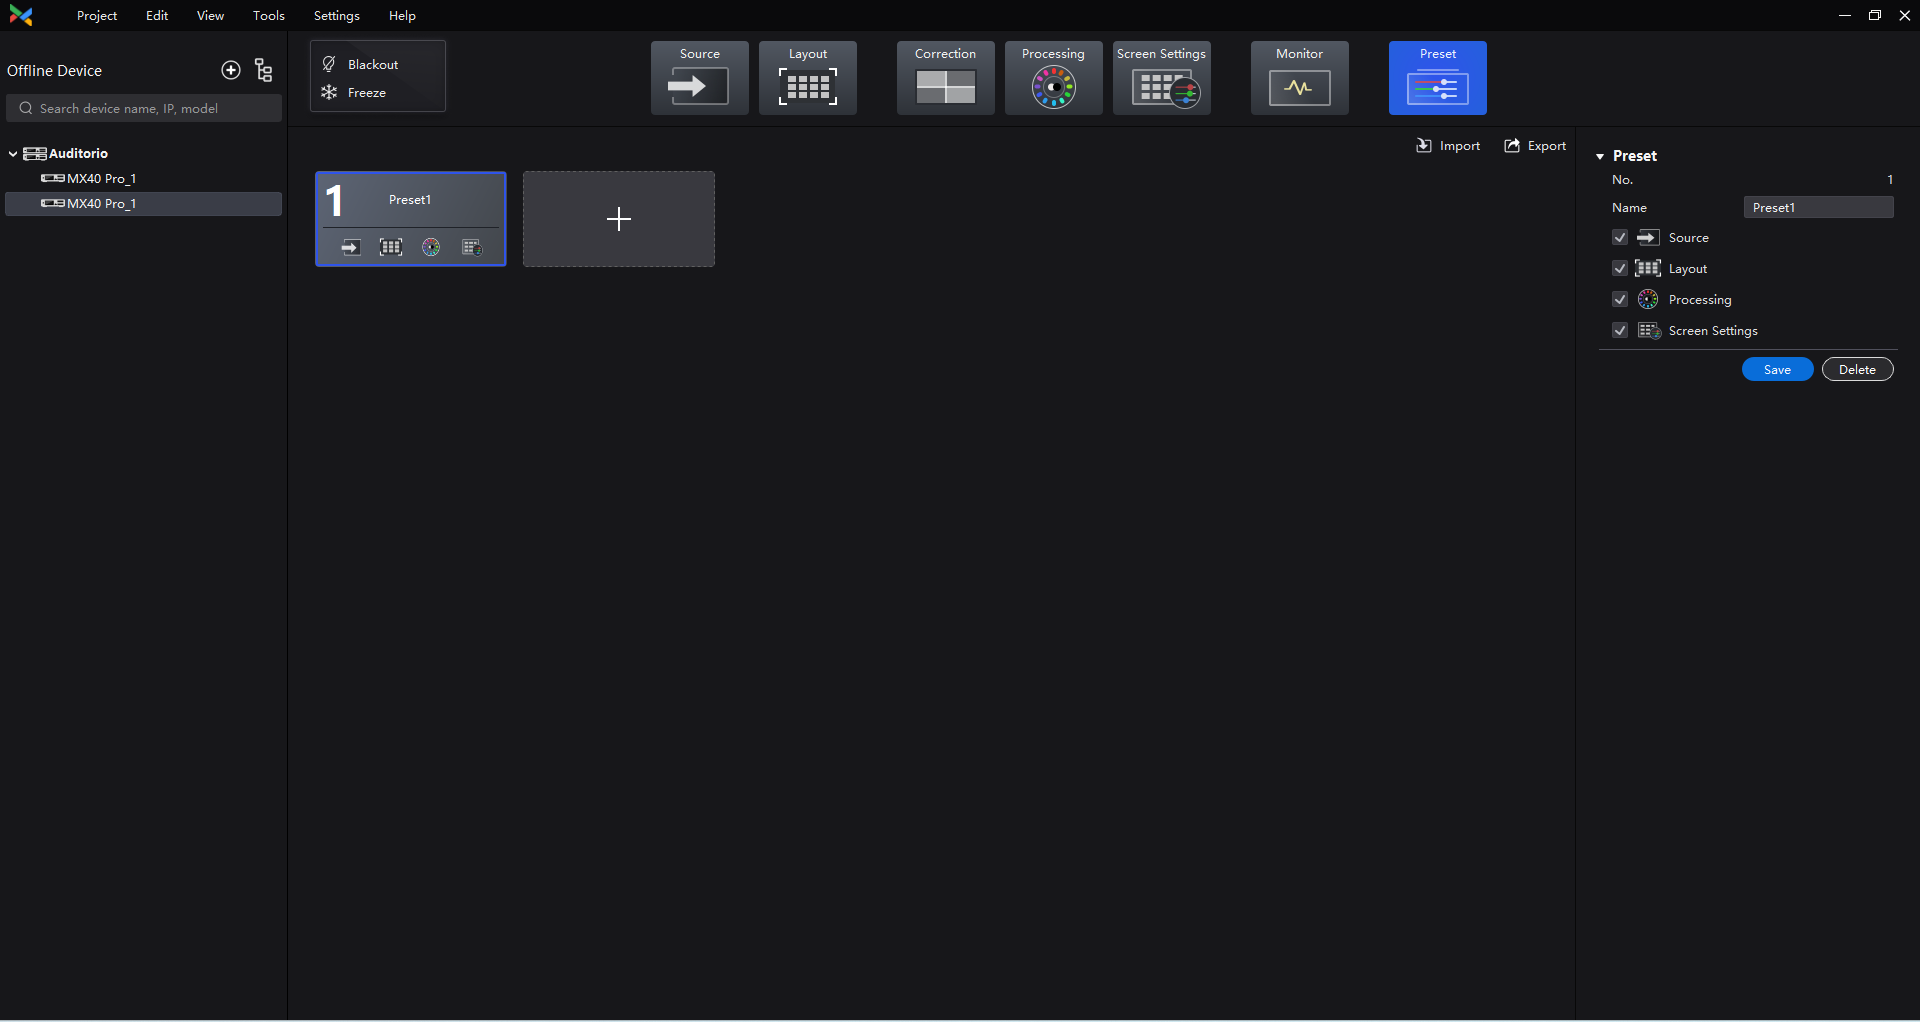 Project Edit View Tools Settings Help
Offline Device
Search device name, IP, model
Auditorio
MX40 Pro_1
MX40 Pro_1
Blackout
Freeze
Source
Layout
Correction
Processing
Screen Settings
Monitor
Preset
Import Export
1 Preset1
Preset
No. 1
Name Preset1
Source
Layout
Processing
Screen Settings
Save Delete